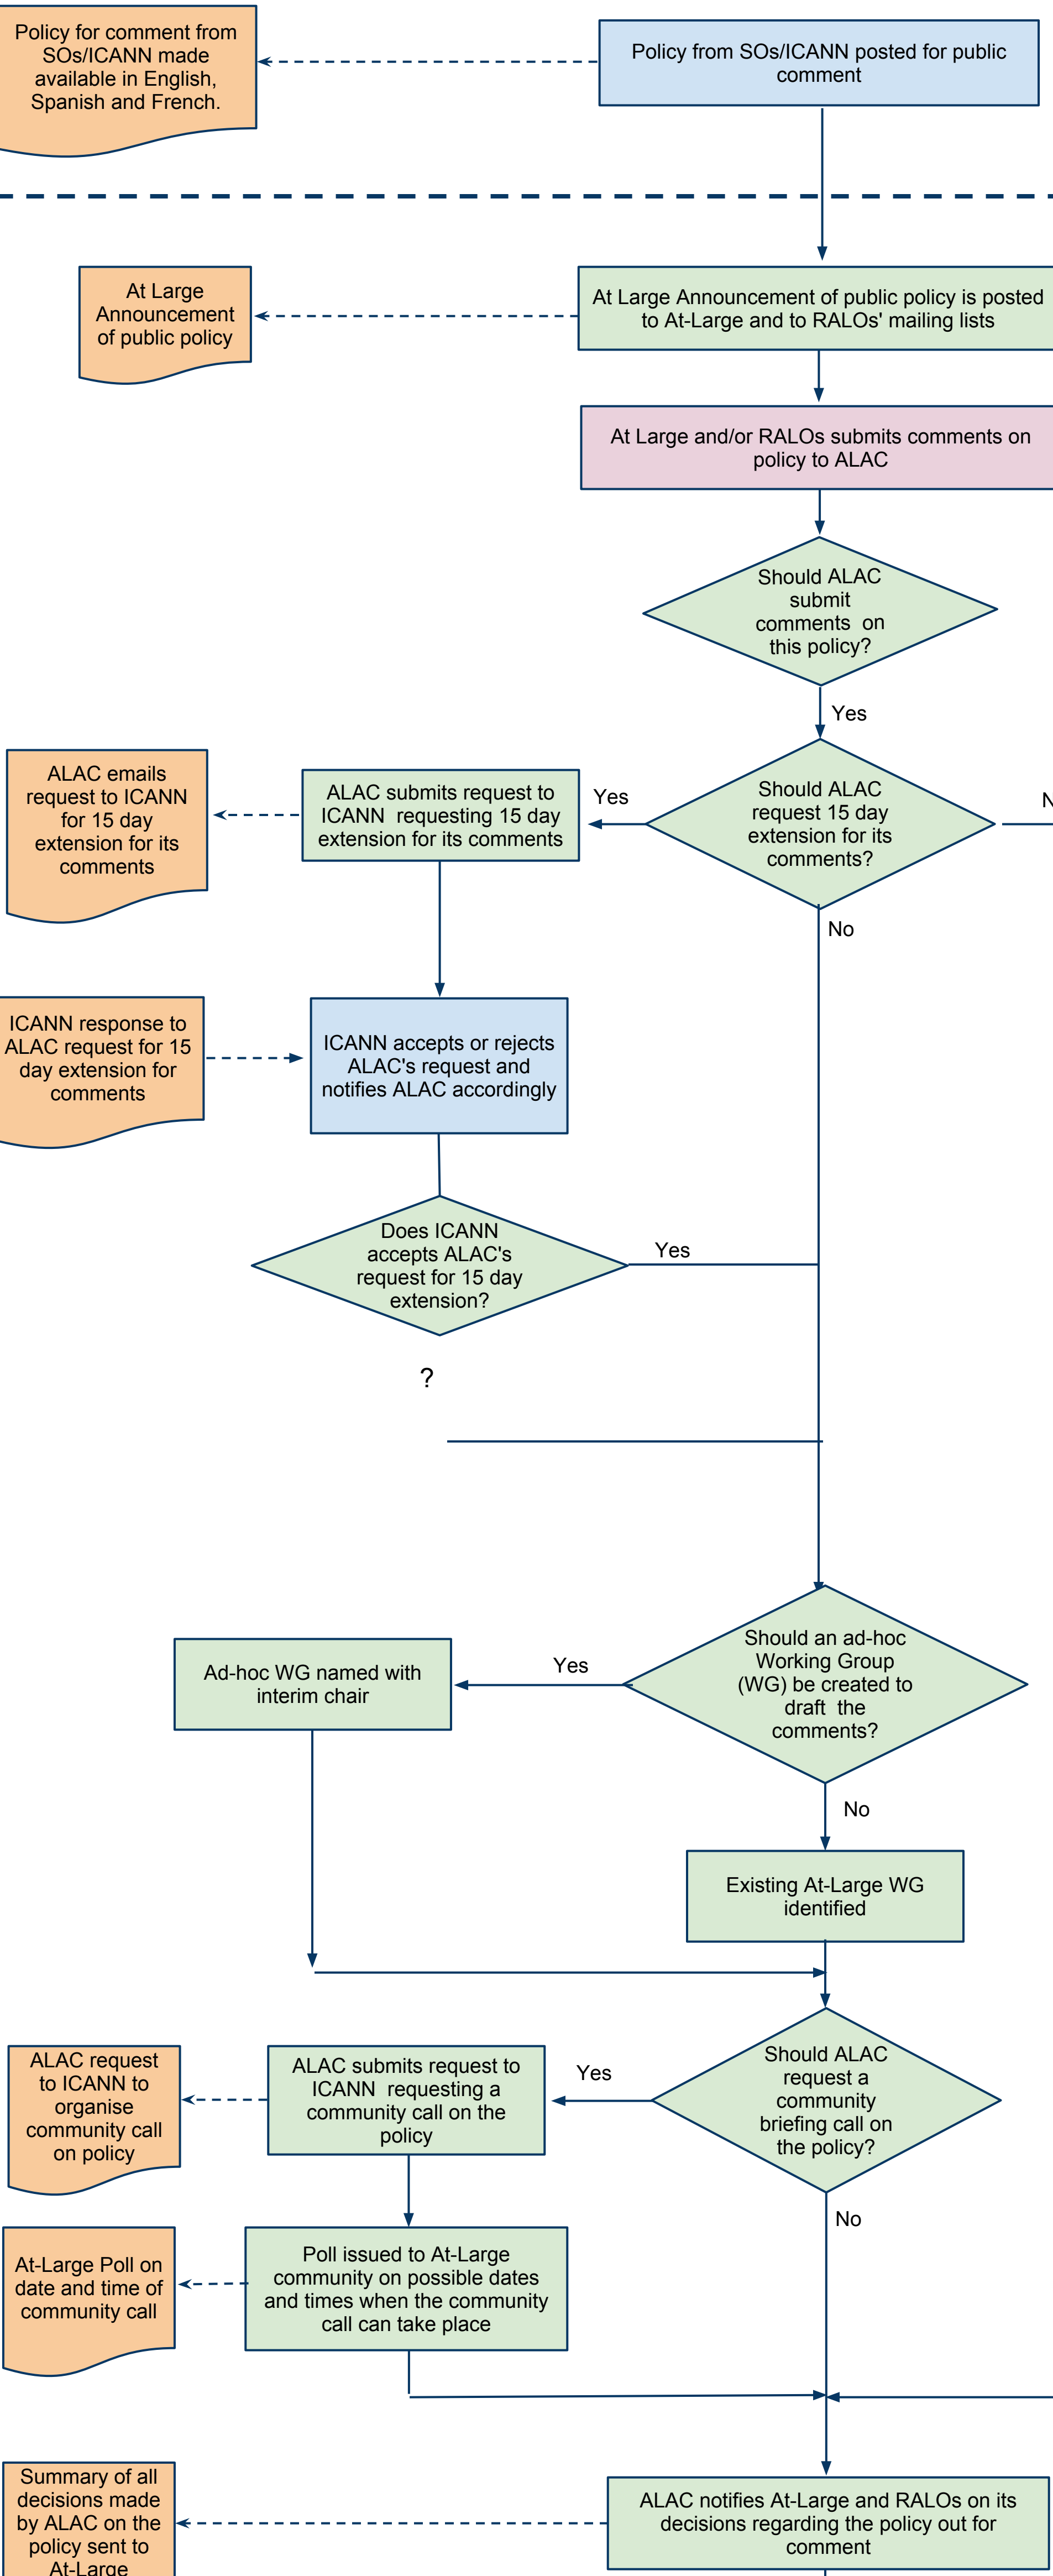 Policy for comment from
SOs/ICANN made
available in English,
Spanish and French.
Policy from SOs/ICANN posted for public
comment
At Large
Announcement
of public policy
At Large Announcement of public policy is posted
to At-Large and to RALOs' mailing lists
At Large and/or RALOs submits comments on
policy to ALAC
Should ALAC
submit
comments on
this policy?
Yes
ALAC emails
request to ICANN
for 15 day
extension for its
comments
ALAC submits request to
ICANN requesting 15 day
extension for its comments
Yes
Should ALAC
request 15 day
extension for its
comments?
No
ICANN response to
ALAC request for 15
day extension for
comments
ICANN accepts or rejects
ALAC's request and
notifies ALAC accordingly
Does ICANN
accepts ALAC's
request for 15 day
extension?
Yes
?
Should an ad-hoc
Working Group
(WG) be created to
draft the
comments?
Yes
Ad-hoc WG named with
interim chair
No
Existing At-Large WG
identified
ALAC request
to ICANN to
organise
community call
on policy
ALAC submits request to
ICANN requesting a
community call on the
policy
Yes
Should ALAC
request a
community
briefing call on
the policy?
No
At-Large Poll on
date and time of
community call
Poll issued to At-Large
community on possible dates
and times when the community
call can take place
Summary of all
decisions made
by ALAC on the
policy sent to
At-Large
ALAC notifies At-Large and RALOs on its
decisions regarding the policy out for
comment